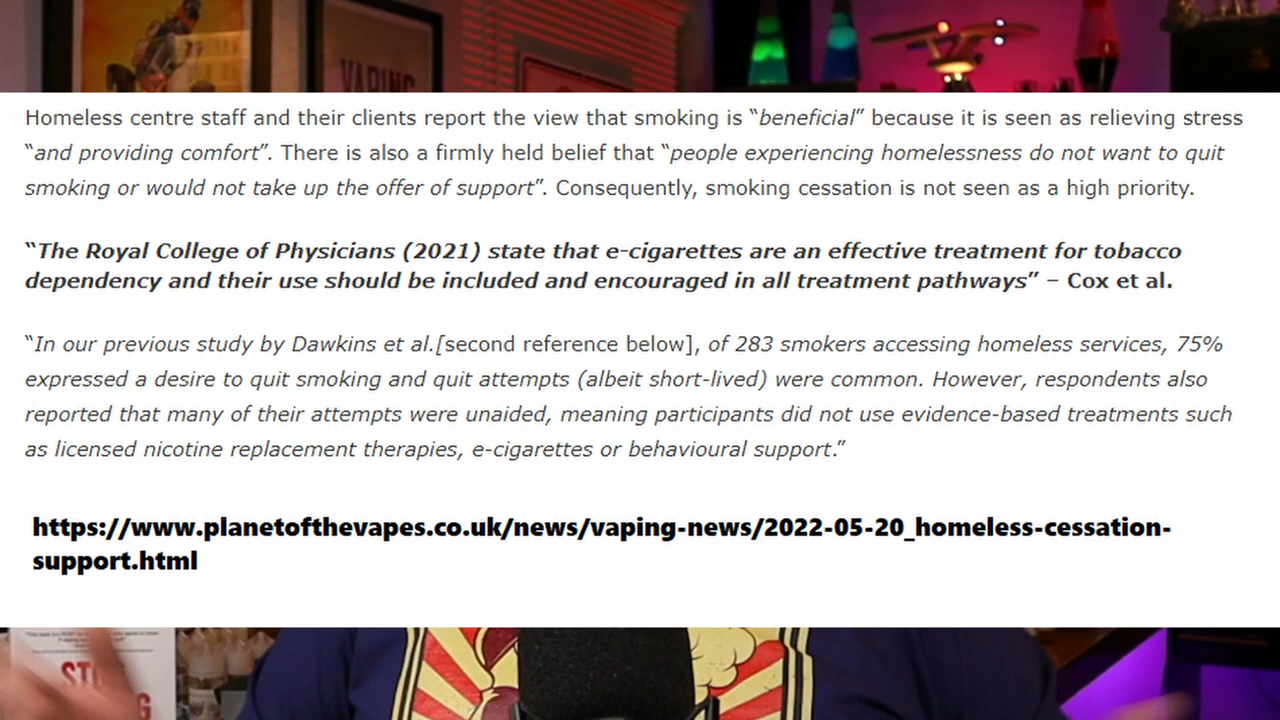 VAPING
Homeless centre staff and their clients report the view that smoking is “beneficial” because it is seen as relieving stress
“and providing comfort”. There is also a firmly held belief that “people experiencing homelessness do not want to quit
smoking or would not take up the offer of support”. Consequently, smoking cessation is not seen as a high priority.
“The Royal College of Physicians (2021) state that e-cigarettes are an effective treatment for tobacco
dependency and their use should be included and encouraged in all treatment pathways” – Cox et al.
“In our previous study by Dawkins et al.[second reference below], of 283 smokers accessing homeless services, 75%
expressed a desire to quit smoking and quit attempts (albeit short-lived) were common. However, respondents also
reported that many of their attempts were unaided, meaning participants did not use evidence-based treatments such
as licensed nicotine replacement therapies, e-cigarettes or behavioural support.”
https://www.planetofthevapes.co.uk/news/vaping-news/2022-05-20_homeless-cessation-
support.html